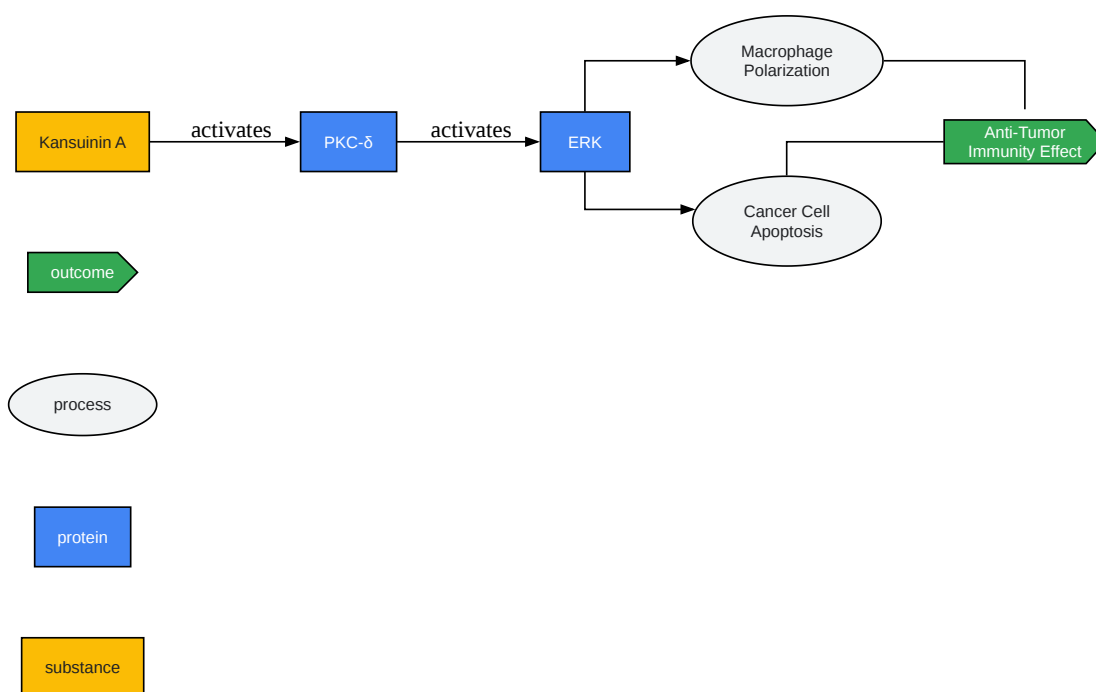 Macrophage
Polarization
Kansuinin A
activates
PKC-δ
activates
ERK
Anti-Tumor
Immunity Effect
Cancer Cell
Apoptosis
outcome
process
protein
substance